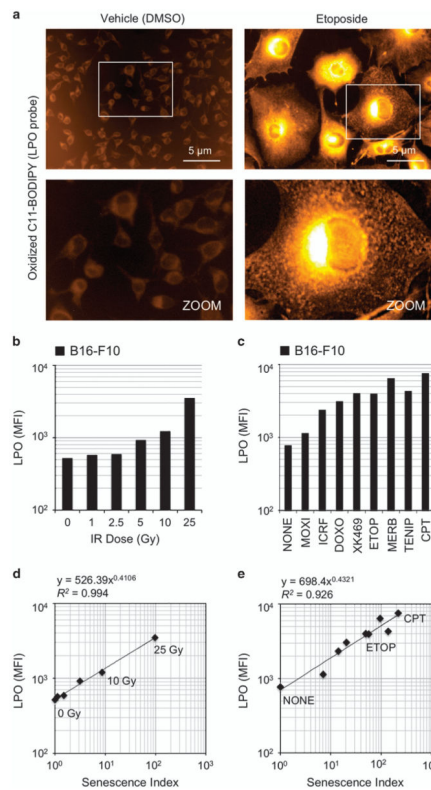 a
Vehicle (DMSO)
Etoposide
Oxidized C11-BODIPY (LPO probe)
5 µm
5 µm
ZOOM
ZOOM
b
B16-F10
LPO (MFI)
10⁴
10³
10²
0 1 2.5 5 10 25
IR Dose (Gy)
c
B16-F10
LPO (MFI)
10⁴
10³
10²
NONE
MOXI
ICRF
DOXO
XK469
ETOP
MERB
TENIP
CPT
d
y = 526.39x^0.4106
R² = 0.994
LPO (MFI)
10⁴
10³
10²
25 Gy
10 Gy
0 Gy
10⁰ 10¹ 10² 10³
Senescence Index
e
y = 698.4x^0.4321
R² = 0.926
LPO (MFI)
10⁴
10³
10²
CPT
ETOP
NONE
10⁰ 10¹ 10² 10³
Senescence Index